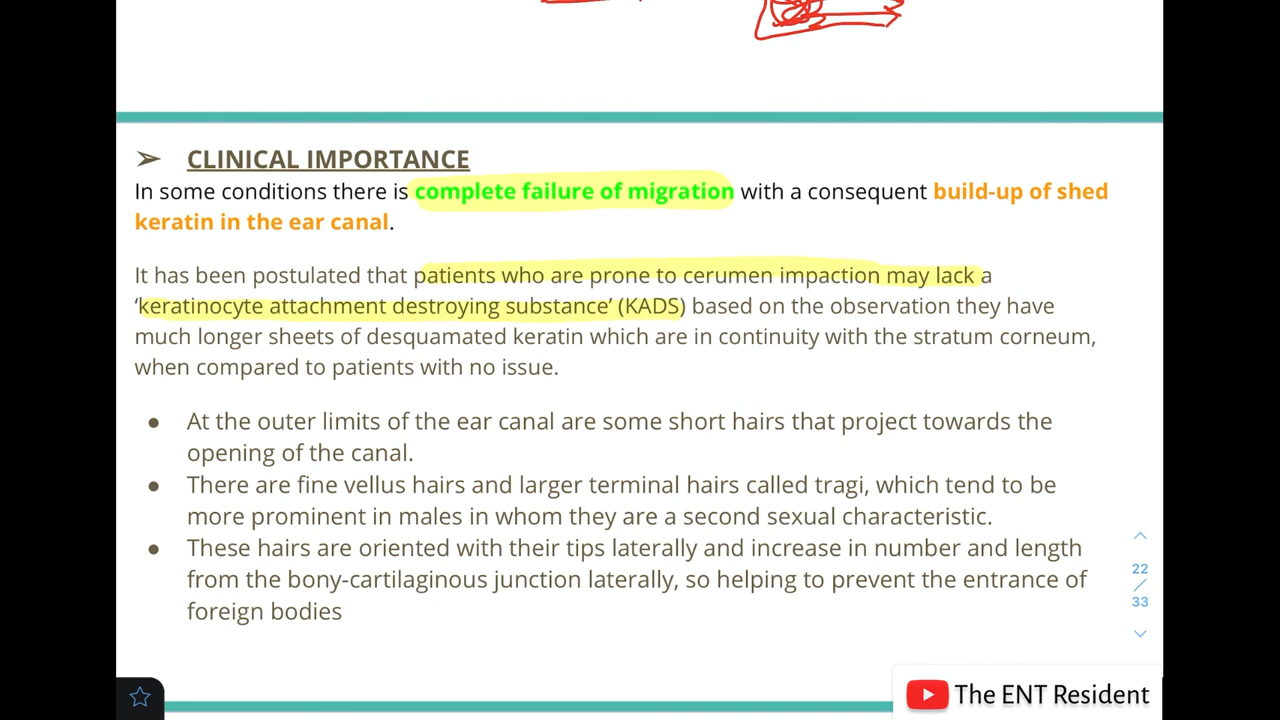 ➢ CLINICAL IMPORTANCE
In some conditions there is complete failure of migration with a consequent build-up of shed
keratin in the ear canal.
It has been postulated that patients who are prone to cerumen impaction may lack a
‘keratinocyte attachment destroying substance’ (KADS) based on the observation they have
much longer sheets of desquamated keratin which are in continuity with the stratum corneum,
when compared to patients with no issue.
● At the outer limits of the ear canal are some short hairs that project towards the
opening of the canal.
● There are fine vellus hairs and larger terminal hairs called tragi, which tend to be
more prominent in males in whom they are a second sexual characteristic.
● These hairs are oriented with their tips laterally and increase in number and length
from the bony-cartilaginous junction laterally, so helping to prevent the entrance of
foreign bodies
22
/
33
The ENT Resident